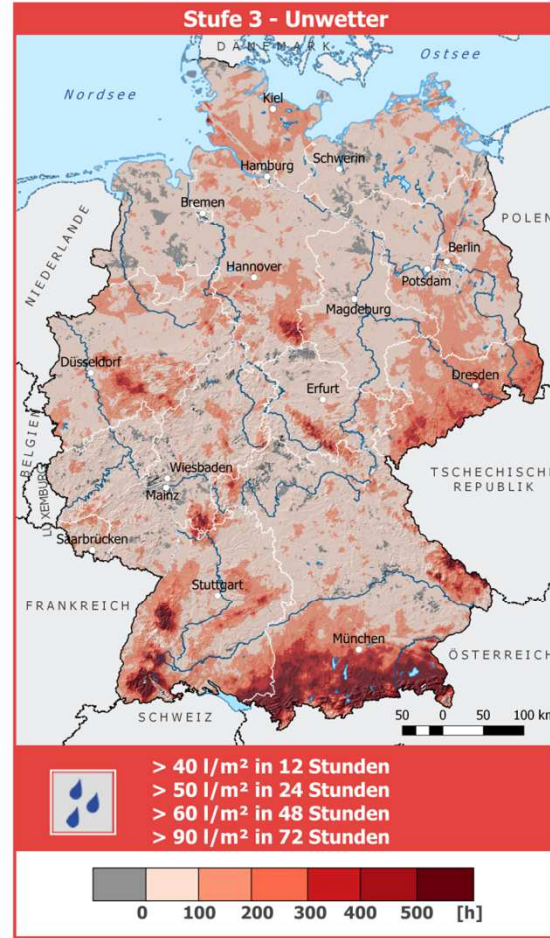 Stufe 3 - Unwetter
DÄNEMARK
Ostsee
Nordsee
Kiel
Schwerin
Hamburg
Bremen
POLEN
NIEDERLANDE
Berlin
Hannover
Potsdam
Magdeburg
Düsseldorf
Dresden
Erfurt
BELGIEN
Wiesbaden
TSCHECHISCHE
REPUBLIK
Mainz
LUXEMBURG
Saarbrücken
Stuttgart
FRANKREICH
München
ÖSTERREICH
SCHWEIZ
50 0 50 100 km
> 40 l/m² in 12 Stunden
> 50 l/m² in 24 Stunden
> 60 l/m² in 48 Stunden
> 90 l/m² in 72 Stunden
0 100 200 300 400 500 [h]